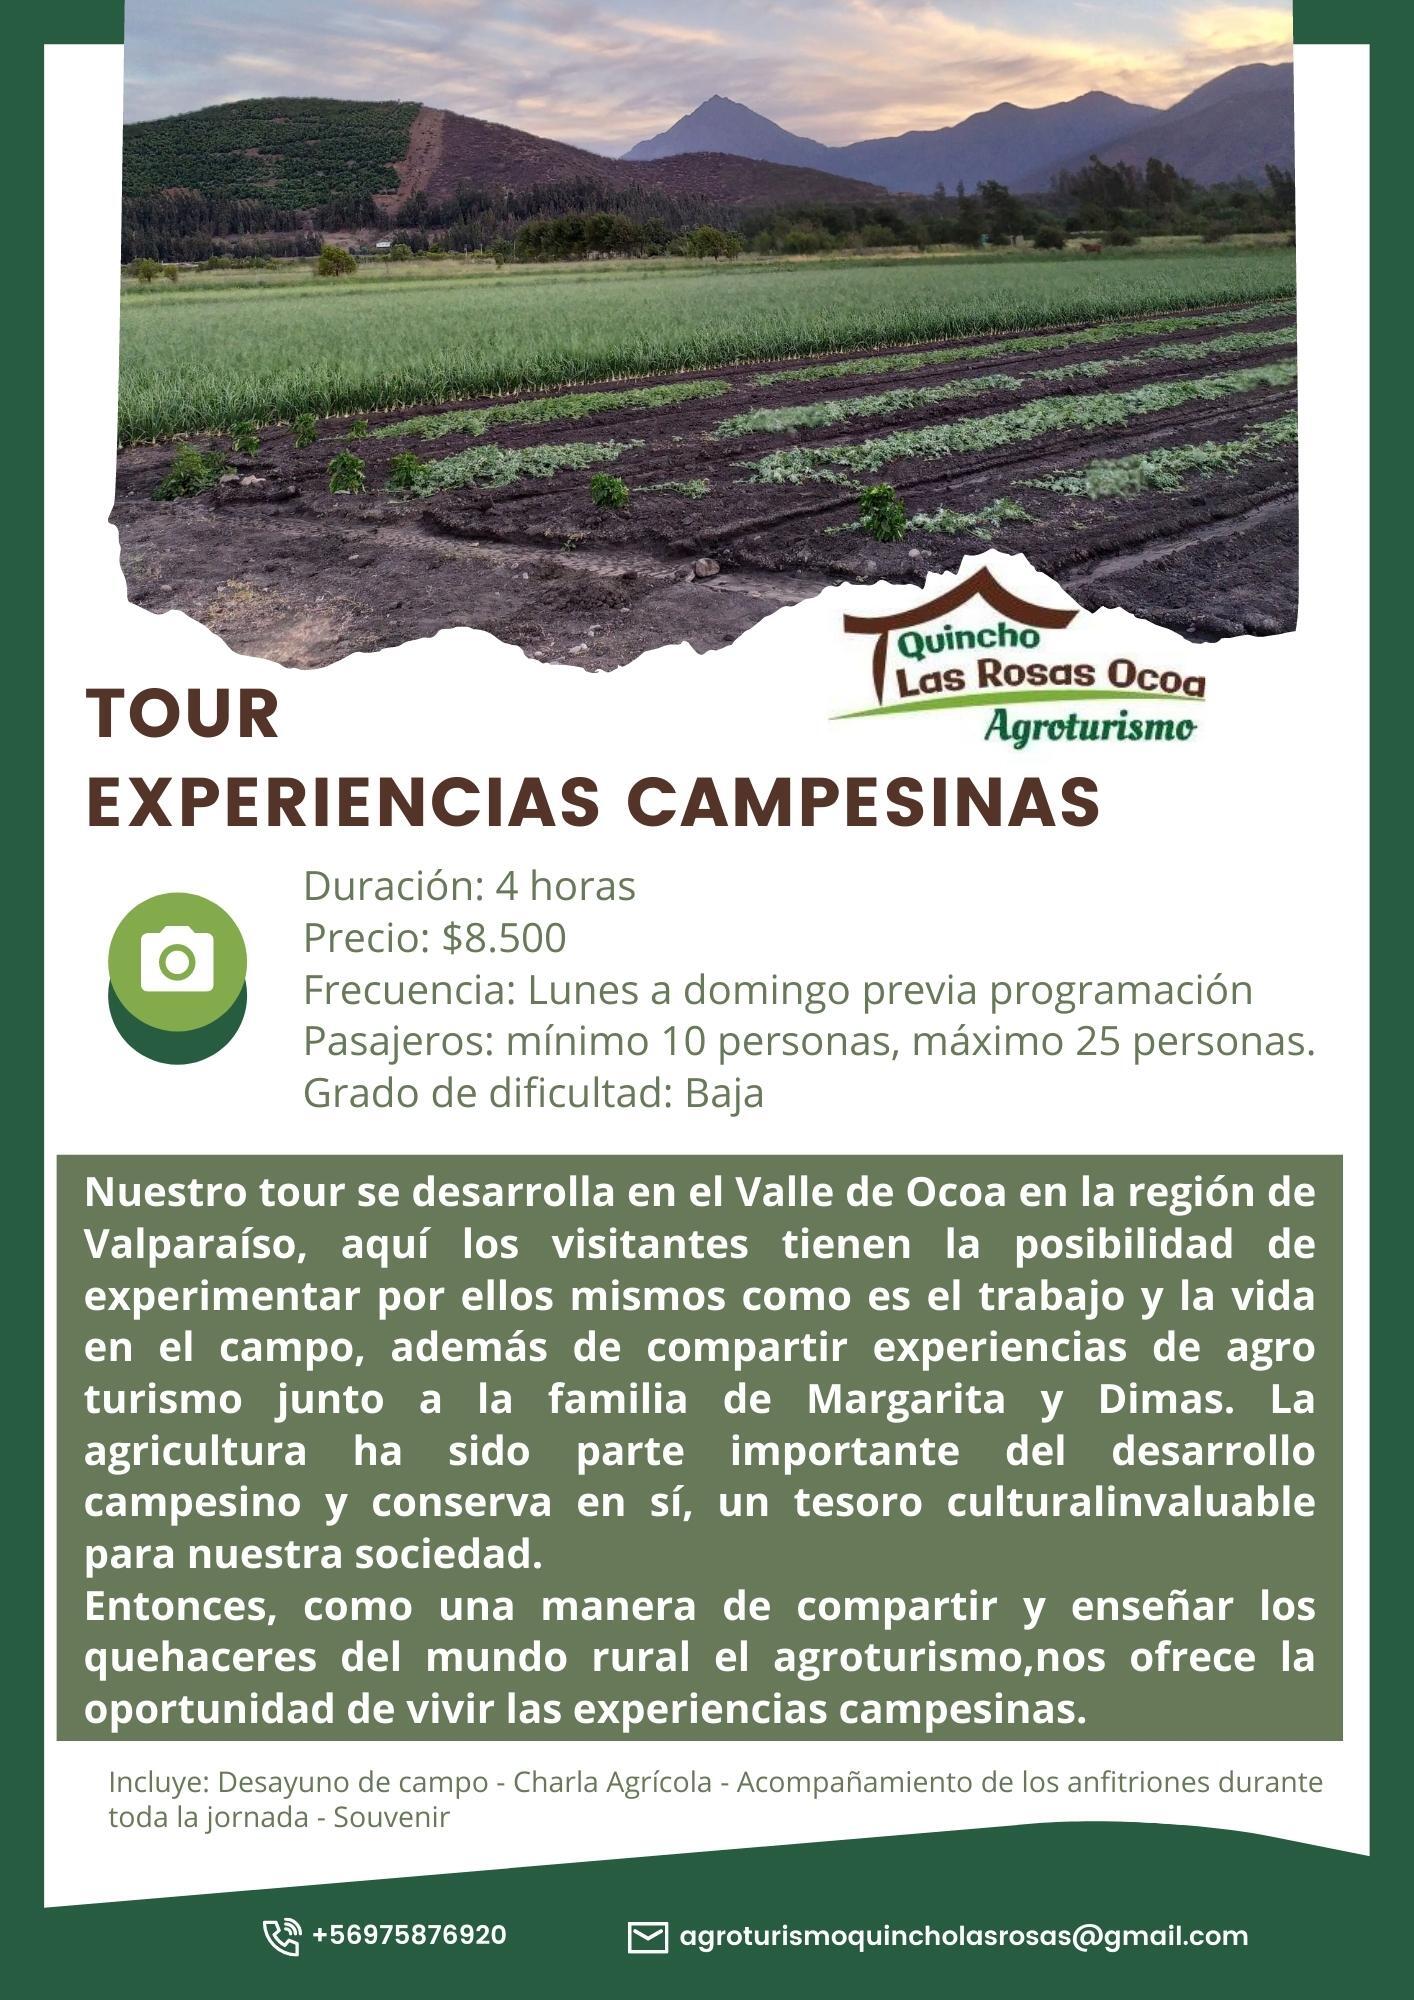 Quincho
Las Rosas Ocoa
Agroturismo
TOUR
EXPERIENCIAS CAMPESINAS
Duración: 4 horas
Precio: $8.500
Frecuencia: Lunes a domingo previa programación
Pasajeros: mínimo 10 personas, máximo 25 personas.
Grado de dificultad: Baja
Nuestro tour se desarrolla en el Valle de Ocoa en la región de
Valparaíso, aquí los visitantes tienen la posibilidad de
experimentar por ellos mismos como es el trabajo y la vida
en el campo, además de compartir experiencias de agro
turismo junto a la familia de Margarita y Dimas. La
agricultura ha sido parte importante del desarrollo
campesino y conserva en sí, un tesoro culturalinvaluable
para nuestra sociedad.
Entonces, como una manera de compartir y enseñar los
quehaceres del mundo rural el agroturismo,nos ofrece la
oportunidad de vivir las experiencias campesinas.
Incluye: Desayuno de campo - Charla Agrícola - Acompañamiento de los anfitriones durante
toda la jornada - Souvenir
+56975876920
agroturismoquincholasrosas@gmail.com